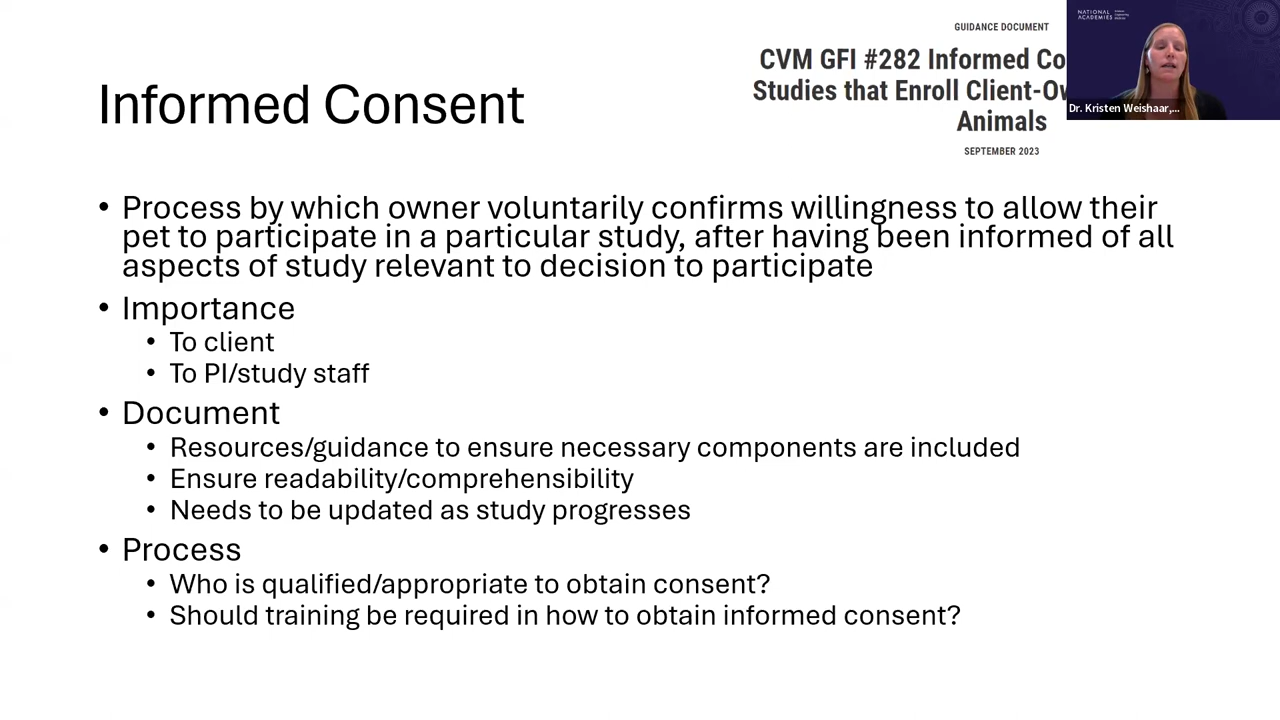 GUIDANCE DOCUMENT
CVM GFI #282 Informed Co
Studies that Enroll Client-Ow
Animals
SEPTEMBER 2023
NATIONAL
ACADEMIES
Dr. Kristen Weishaar,...
Informed Consent
• Process by which owner voluntarily confirms willingness to allow their
pet to participate in a particular study, after having been informed of all
aspects of study relevant to decision to participate
• Importance
• To client
• To PI/study staff
• Document
• Resources/guidance to ensure necessary components are included
• Ensure readability/comprehensibility
• Needs to be updated as study progresses
• Process
• Who is qualified/appropriate to obtain consent?
• Should training be required in how to obtain informed consent?